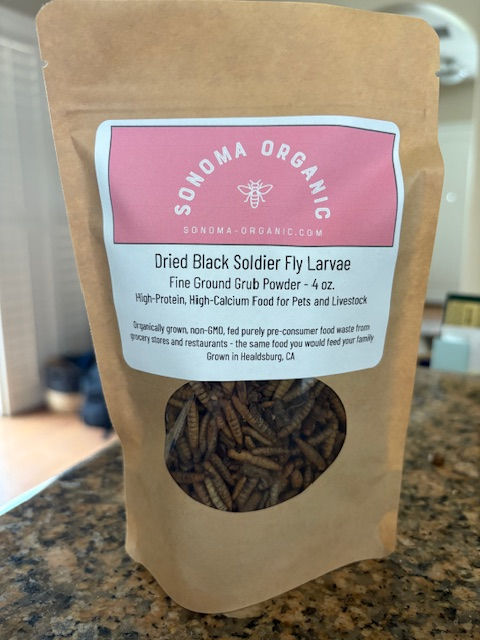 SONOMA ORGANIC
SONOMA-ORGANIC.COM
Dried Black Soldier Fly Larvae
Fine Ground Grub Powder - 4 oz.
High-Protein, High-Calcium Food for Pets and Livestock
Organically grown, non-GMO, fed purely pre-consumer food waste from
grocery stores and restaurants - the same food you would feed your family
Grown in Healdsburg, CA